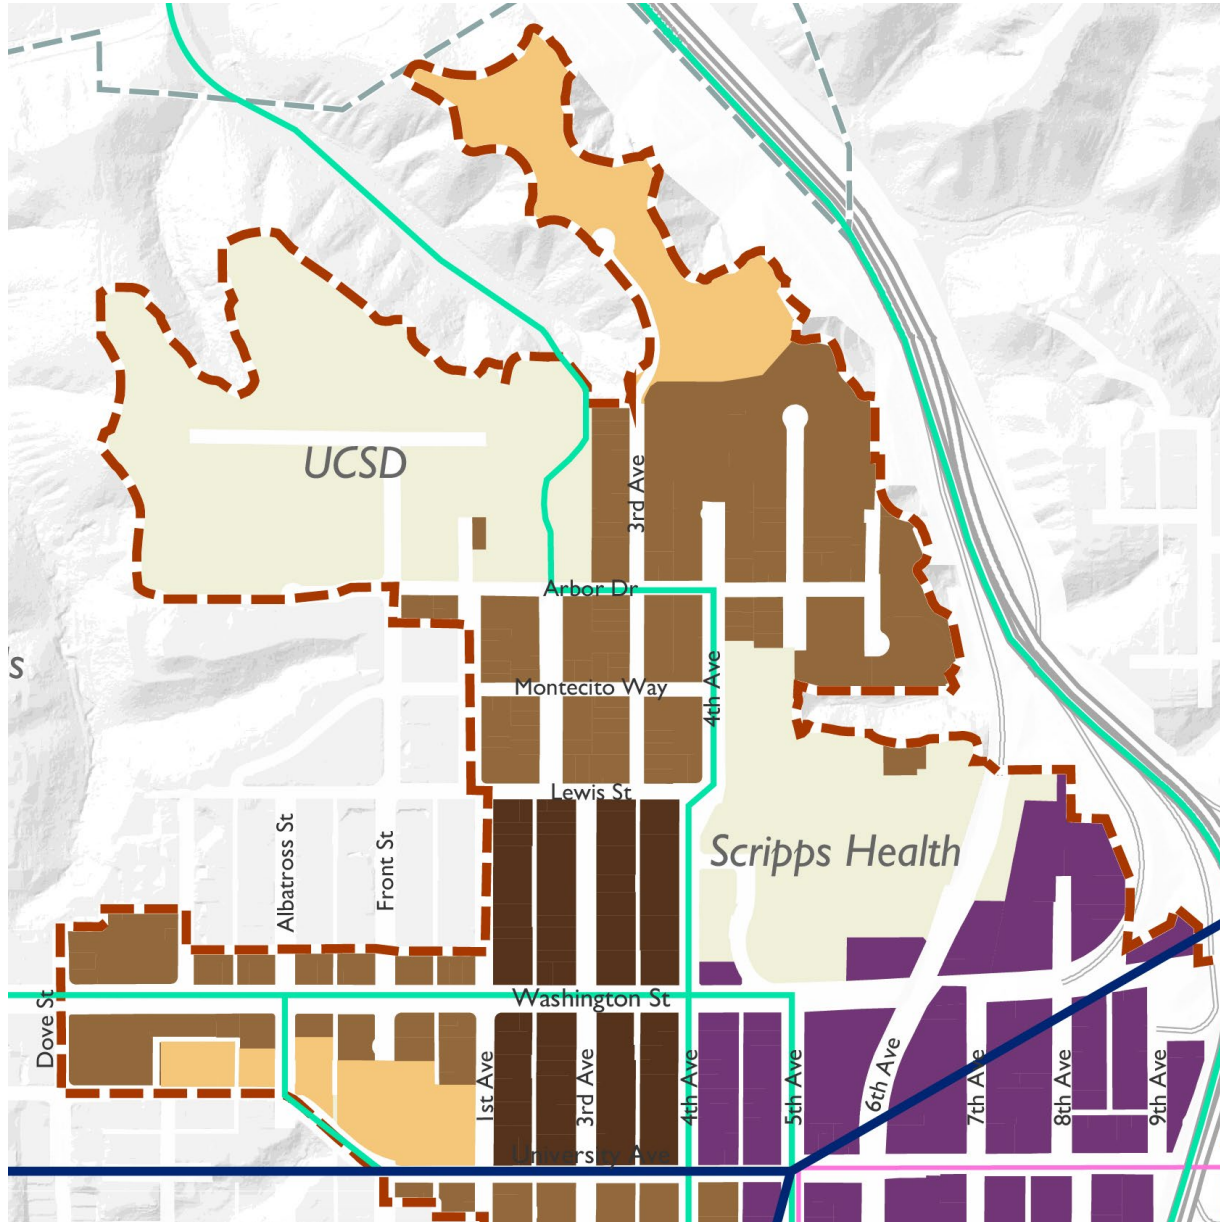 UCSD
3rd Ave
Arbor Dr
Montecito Way
4th Ave
Lewis St
Albatross St
Front St
Scripps Health
Washington St
Dove St
1st Ave
3rd Ave
4th Ave
5th Ave
6th Ave
7th Ave
8th Ave
9th Ave
University Ave